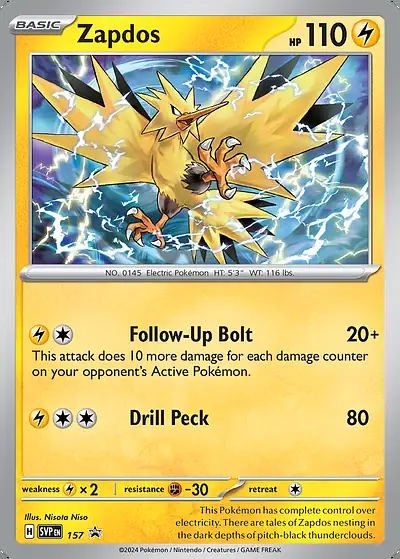 BASIC
Zapdos
HP 110
NO. 0145 Electric Pokémon HT: 5'3" WT: 116 lbs.
Follow-Up Bolt 20+
This attack does 10 more damage for each damage counter
on your opponent's Active Pokémon.
Drill Peck 80
weakness ×2 resistance -30 retreat
Illus. Nisota Niso
H SVP EN 157
This Pokémon has complete control over
electricity. There are tales of Zapdos nesting in
the dark depths of pitch-black thunderclouds.
©2024 Pokémon / Nintendo / Creatures / GAME FREAK